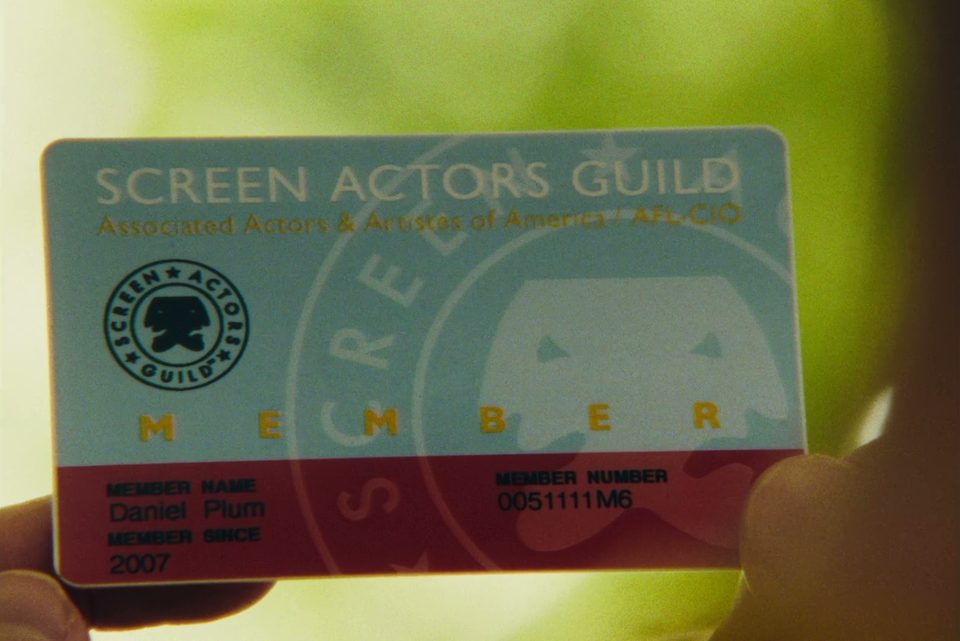 SCREEN ACTORS GUILD
Associated Actors & Artistes of America / AFL-CIO
SCREEN ACTORS
GUILD
SCREEN
MEMBER
MEMBER NAME
Daniel Plum
MEMBER SINCE
2007
MEMBER NUMBER
0051111M6